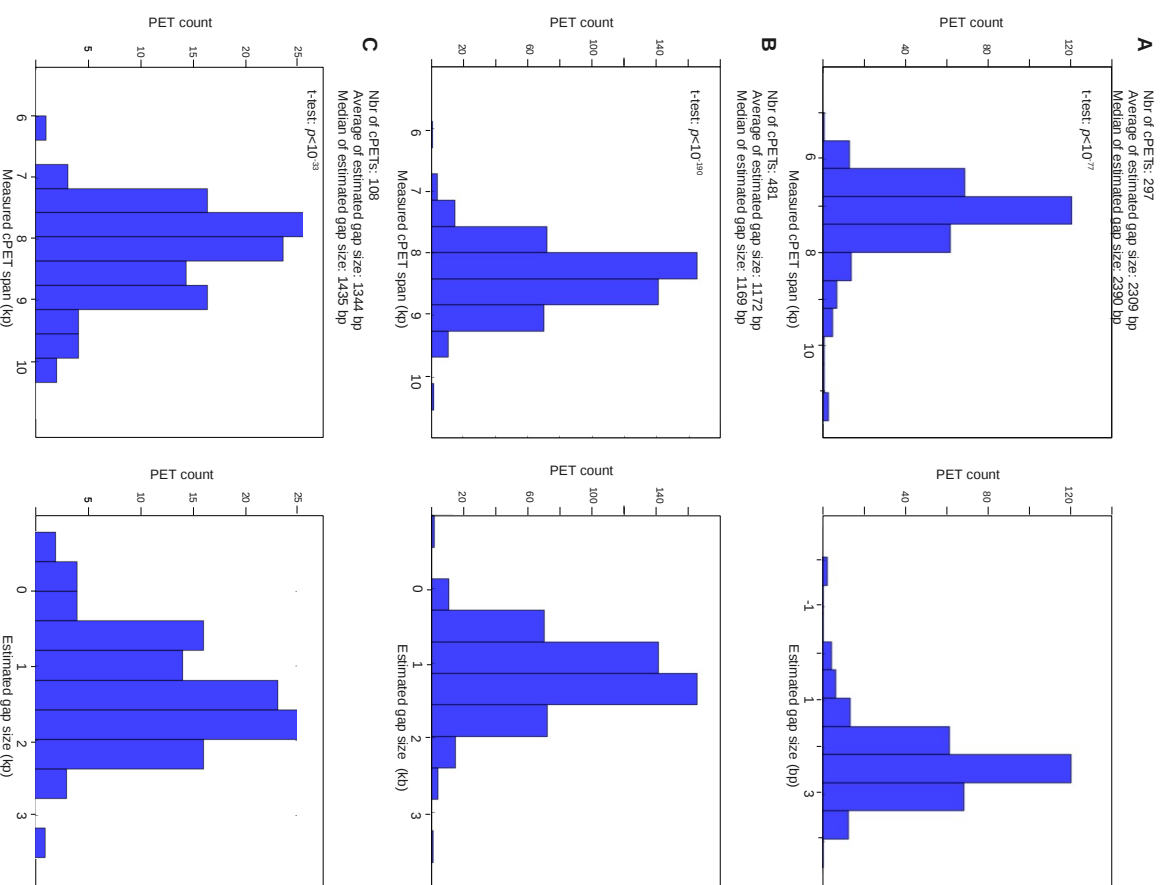 A
Nbr of cPETs: 297
Average of estimated gap size: 2309 bp
Median of estimated gap size: 2390 bp
t-test: p<10-77
PET count
40
80
120
6
8
10
Measured cPET span (kp)
PET count
40
80
120
-1
1
3
Estimated gap size (bp)
B
Nbr of cPETs: 481
Average of estimated gap size: 1172 bp
Median of estimated gap size: 1169 bp
t-test: p<10-190
PET count
20
60
100
140
6
7
8
9
10
Measured cPET span (kp)
PET count
20
60
100
140
0
1
2
3
Estimated gap size (kb)
C
Nbr of cPETs: 108
Average of estimated gap size: 1344 bp
Median of estimated gap size: 1435 bp
t-test: p<10-33
PET count
5
10
15
20
25
6
7
8
9
10
Measured cPET span (kp)
PET count
5
10
15
20
25
0
1
2
3
Estimated gap size (kp)